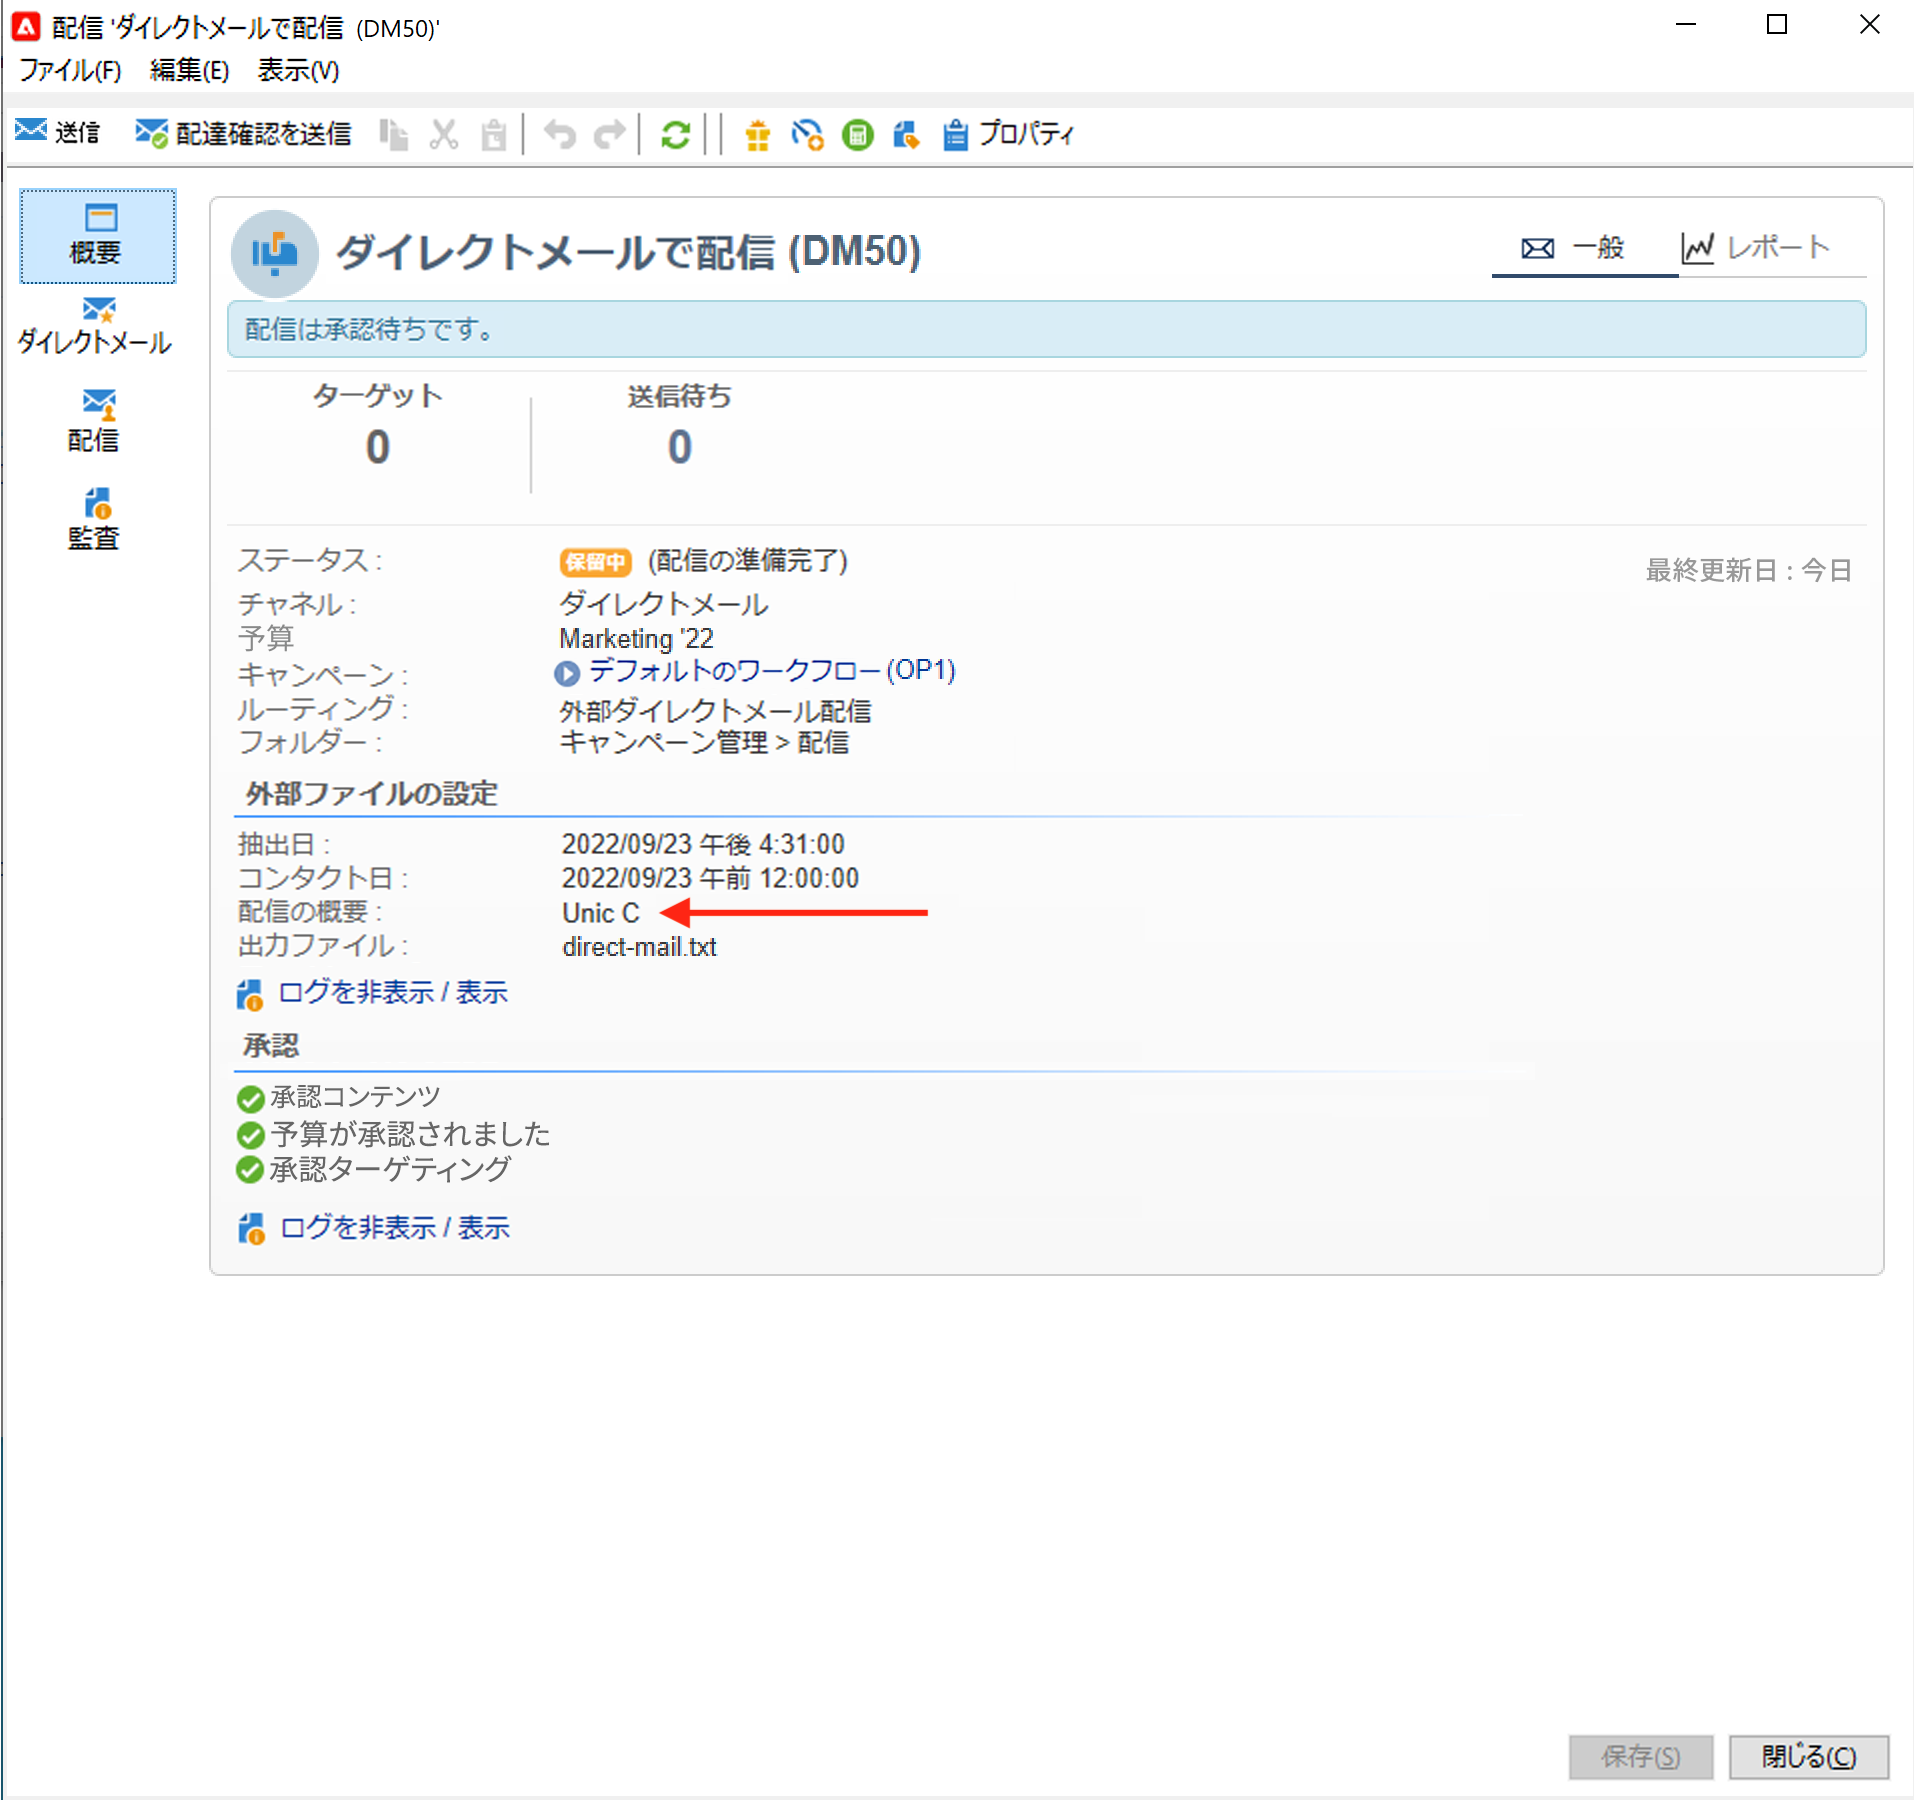 配信 'ダイレクトメールで配信 (DM50)'
ファイル(F) 編集(E) 表示(V)
送信 配達確認を送信 プロパティ
概要
ダイレクトメール
配信
監査
ダイレクトメールで配信 (DM50)
一般 レポート
配信は承認待ちです。
ターゲット 送信待ち
0 0
ステータス : 保留中 (配信の準備完了)
最終更新日 : 今日
チャネル : ダイレクトメール
予算 Marketing '22
キャンペーン : デフォルトのワークフロー (OP1)
ルーティング : 外部ダイレクトメール配信
フォルダー : キャンペーン管理 > 配信
外部ファイルの設定
抽出日 : 2022/09/23 午後 4:31:00
コンタクト日 : 2022/09/23 午前 12:00:00
配信の概要 : Unic C
出力ファイル : direct-mail.txt
ログを非表示 / 表示
承認
承認コンテンツ
予算が承認されました
承認ターゲティング
ログを非表示 / 表示
保存(S) 閉じる(C)